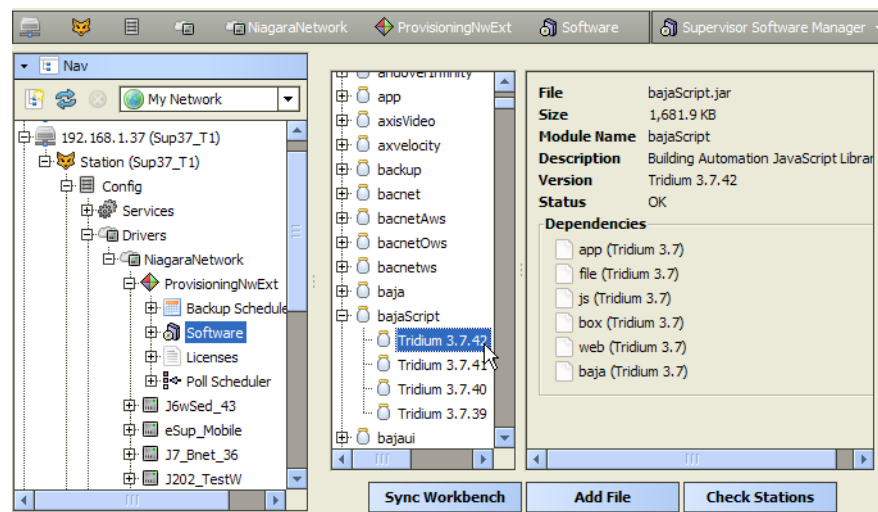 NiagaraNetwork ProvisioningNwExt Software Supervisor Software Manager
Nav
My Network
192.168.1.37 (Sup37_T1)
Station (Sup37_T1)
Config
Services
Drivers
NiagaraNetwork
ProvisioningNwExt
Backup Schedule
Software
Licenses
Poll Scheduler
J6wSed_43
eSup_Mobile
J7_Bnet_36
J202_TestW
andoverInfinity
app
axisVideo
axvelocity
backup
bacnet
bacnetAws
bacnetOws
bacnetws
baja
bajaScript
Tridium 3.7.42
Tridium 3.7.41
Tridium 3.7.40
Tridium 3.7.39
bajaui
File bajaScript.jar
Size 1,681.9 KB
Module Name bajaScript
Description Building Automation JavaScript Librar
Version Tridium 3.7.42
Status OK
Dependencies
app (Tridium 3.7)
file (Tridium 3.7)
js (Tridium 3.7)
box (Tridium 3.7)
web (Tridium 3.7)
baja (Tridium 3.7)
Sync Workbench Add File Check Stations